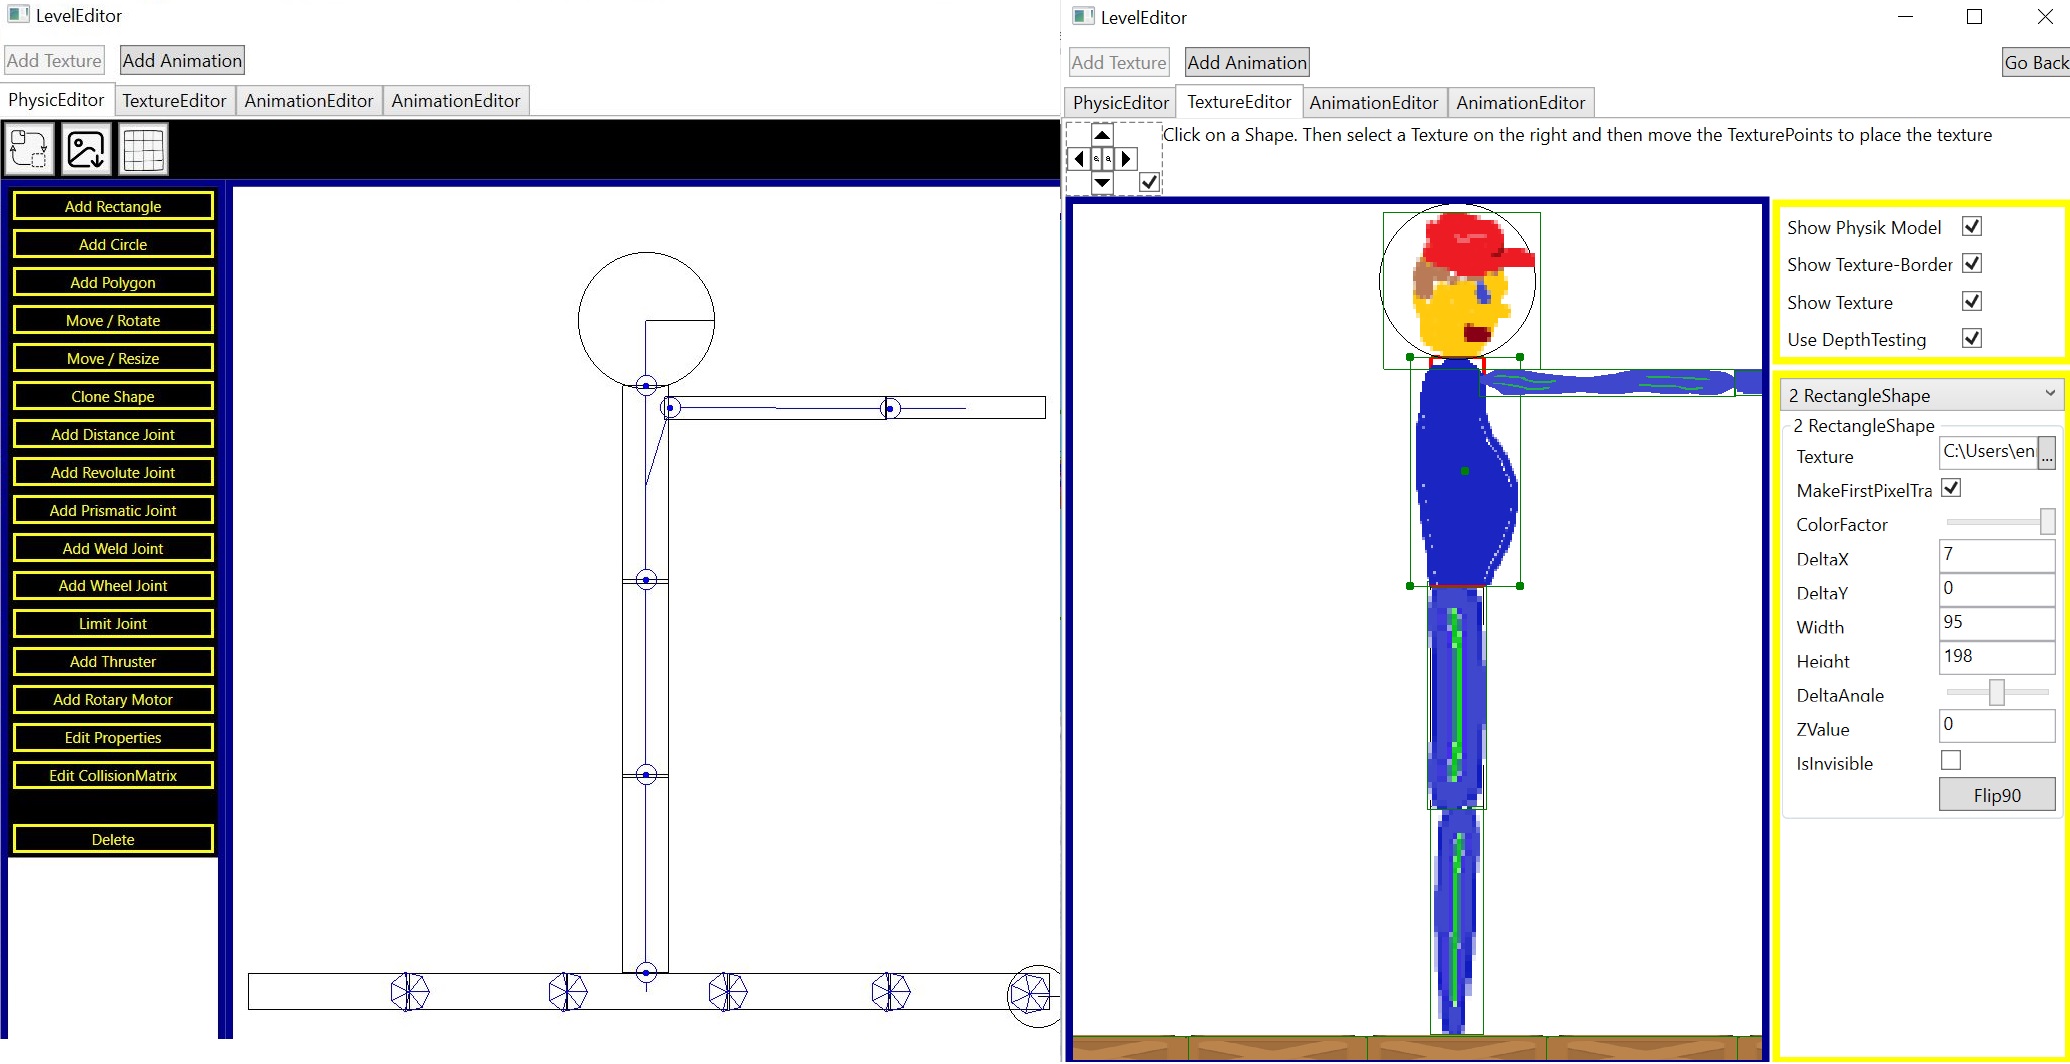 LevelEditor
Add Texture
Add Animation
PhysicEditor
TextureEditor
AnimationEditor
AnimationEditor
Add Rectangle
Add Circle
Add Polygon
Move / Rotate
Move / Resize
Clone Shape
Add Distance Joint
Add Revolute Joint
Add Prismatic Joint
Add Weld Joint
Add Wheel Joint
Limit Joint
Add Thruster
Add Rotary Motor
Edit Properties
Edit CollisionMatrix
Delete
LevelEditor
Add Texture
Add Animation
Go Back
PhysicEditor
TextureEditor
AnimationEditor
AnimationEditor
Click on a Shape. Then select a Texture on the right and then move the TexturePoints to place the texture
Show Physik Model
Show Texture-Border
Show Texture
Use DepthTesting
2 RectangleShape
2 RectangleShape
Texture C:\Users\en ...
MakeFirstPixelTra
ColorFactor
DeltaX 7
DeltaY 0
Width 95
Height 198
DeltaAngle
ZValue 0
IsInvisible
Flip90